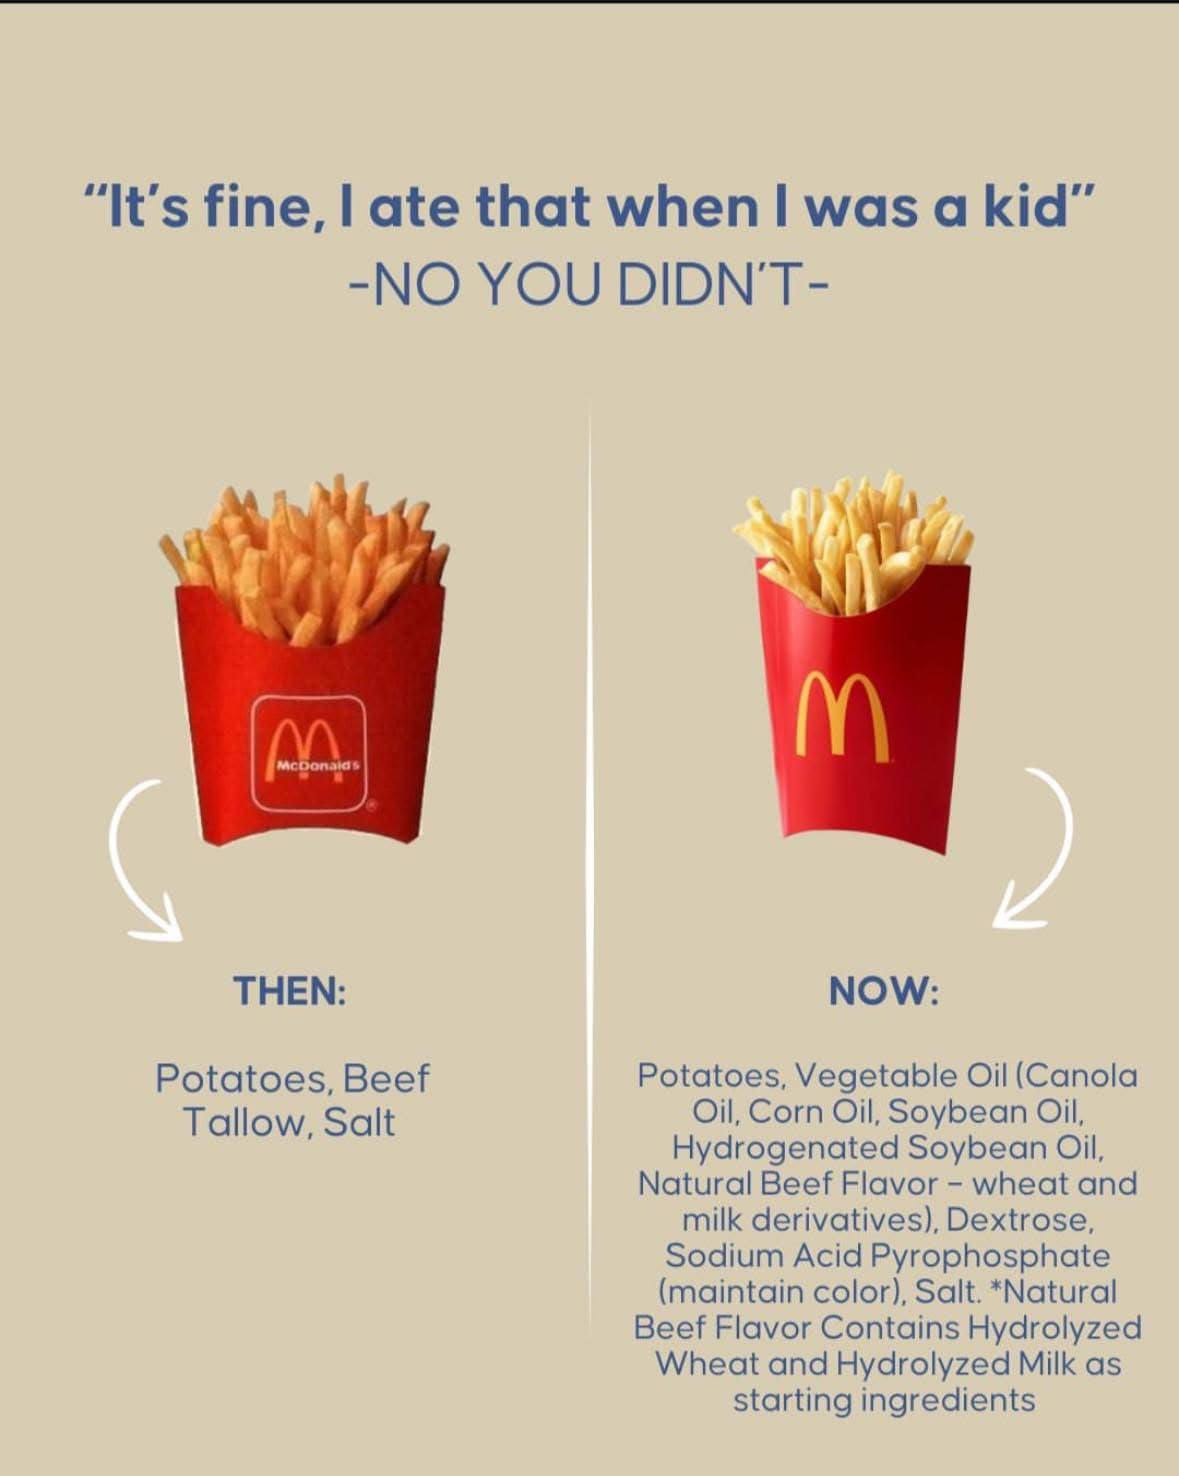 “It’s fine, I ate that when I was a kid”
-NO YOU DIDN’T-
McDonald's
®
THEN:
Potatoes, Beef
Tallow, Salt
NOW:
Potatoes, Vegetable Oil (Canola
Oil, Corn Oil, Soybean Oil,
Hydrogenated Soybean Oil,
Natural Beef Flavor – wheat and
milk derivatives), Dextrose,
Sodium Acid Pyrophosphate
(maintain color), Salt. *Natural
Beef Flavor Contains Hydrolyzed
Wheat and Hydrolyzed Milk as
starting ingredients